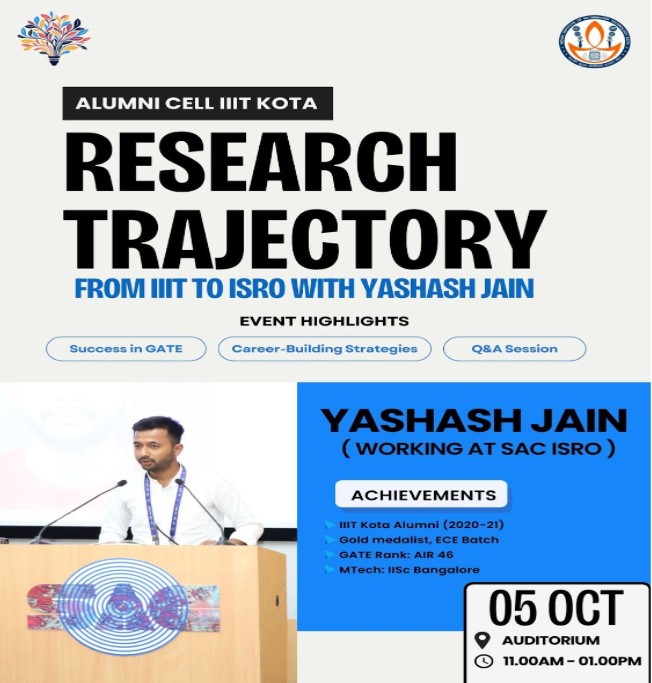 ALUMNI CELL IIIT KOTA
RESEARCH
TRAJECTORY
FROM IIIT TO ISRO WITH YASHASH JAIN
EVENT HIGHLIGHTS
Success in GATE
Career-Building Strategies
Q&A Session
YASHASH JAIN
( WORKING AT SAC ISRO )
ACHIEVEMENTS
IIIT Kota Alumni (2020-21)
Gold medalist, ECE Batch
GATE Rank: AIR 46
MTech: IISc Bangalore
05 OCT
AUDITORIUM
11.00AM - 01.00PM